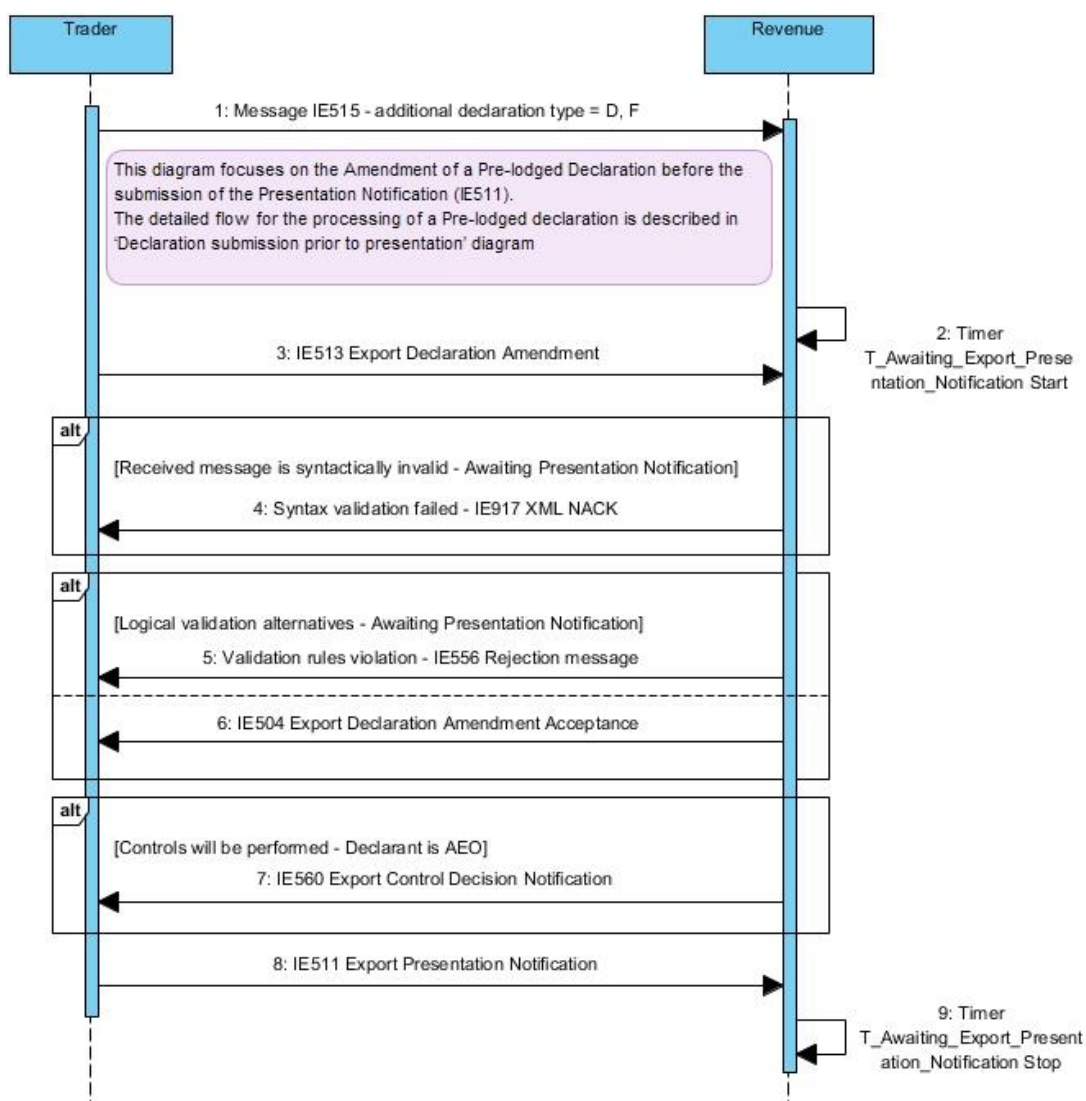 Trader
Revenue
1: Message IE515 - additional declaration type = D, F
This diagram focuses on the Amendment of a Pre-lodged Declaration before the
submission of the Presentation Notification (IE511).
The detailed flow for the processing of a Pre-lodged declaration is described in
'Declaration submission prior to presentation' diagram
2: Timer
T_Awaiting_Export_Prese
ntation_Notification Start
3: IE513 Export Declaration Amendment
alt
[Received message is syntactically invalid - Awaiting Presentation Notification]
4: Syntax validation failed - IE917 XML NACK
alt
[Logical validation alternatives - Awaiting Presentation Notification]
5: Validation rules violation - IE556 Rejection message
6: IE504 Export Declaration Amendment Acceptance
alt
[Controls will be performed - Declarant is AEO]
7: IE560 Export Control Decision Notification
8: IE511 Export Presentation Notification
9: Timer
T_Awaiting_Export_Present
ation_Notification Stop